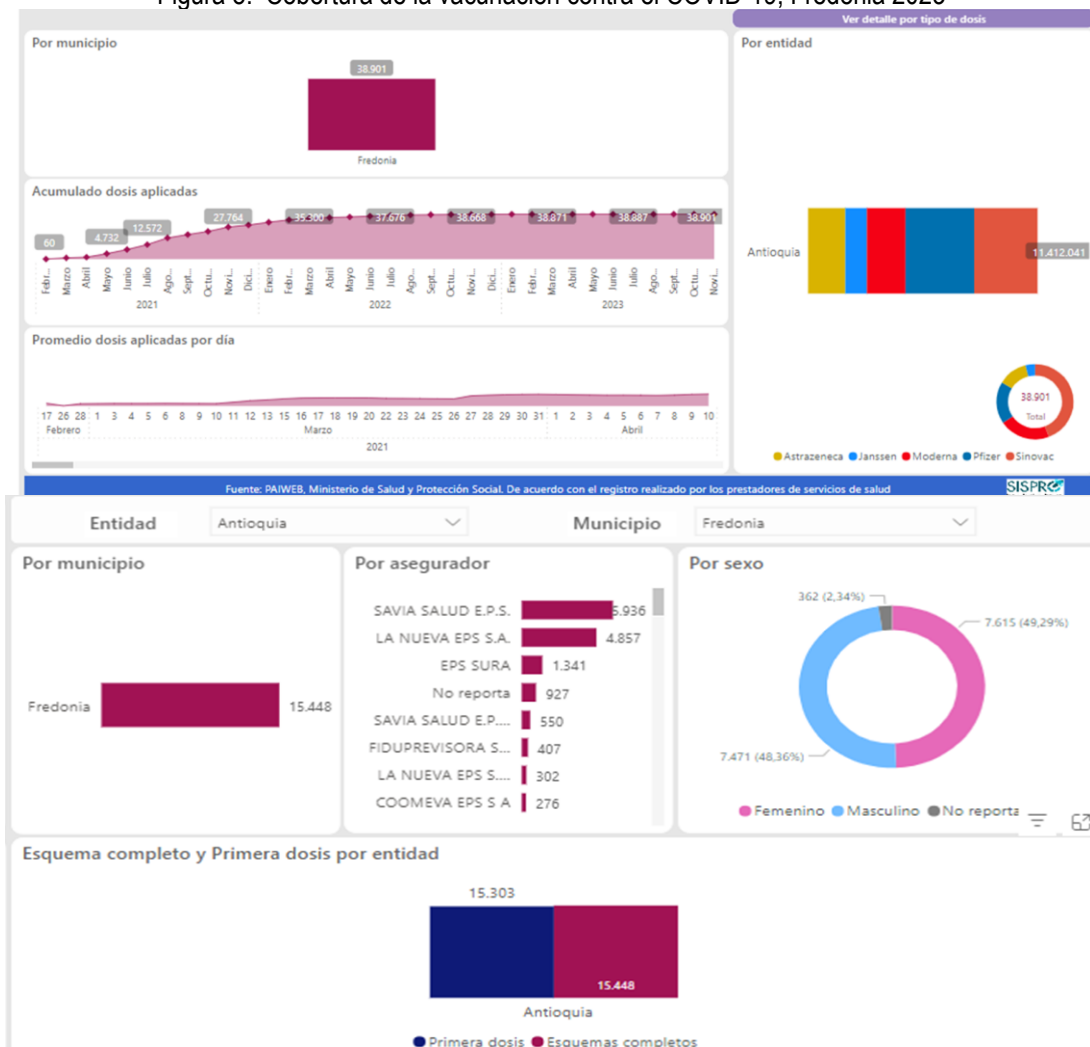 Figura 8. Cobertura de la vacunación contra el COVID-19, Fredonia 2023
Ver detalle por tipo de dosis
Por municipio
38.901
Fredonia
Por entidad
Antioquia
11.412.041
38.901
Total
Astrazeneca Janssen Moderna Pfizer Sinovac
Acumulado dosis aplicadas
60 4.732 12.572 27.764 35.300 37.676 38.668 38.871 38.887 38.901
Febr... Marzo Abril Mayo Junio Julio Ago... Sept... Octu... Novi... Dici... Enero Febr... Marzo Abril Mayo Junio Julio Ago... Sept... Octu... Novi... Dici... Enero Febr... Marzo Abril Mayo Junio Julio Ago... Sept... Octu... Novi...
2021 2022 2023
Promedio dosis aplicadas por día
17 26 28 1 3 4 5 6 8 9 10 11 12 13 15 16 17 18 19 20 22 23 24 25 26 27 28 29 30 31 1 2 3 4 5 6 7 8 9 10
Febrero Marzo Abril
2021
Fuente: PAIWEB, Ministerio de Salud y Protección Social. De acuerdo con el registro realizado por los prestadores de servicios de salud
SISPRO
Entidad Antioquia Municipio Fredonia
Por municipio
Fredonia 15.448
Por asegurador
SAVIA SALUD E.P.S. 5.936
LA NUEVA EPS S.A. 4.857
EPS SURA 1.341
No reporta 927
SAVIA SALUD E.P.... 550
FIDUPREVISORA S... 407
LA NUEVA EPS S.... 302
COOMEVA EPS S A 276
Por sexo
362 (2,34%)
7.615 (49,29%)
7.471 (48,36%)
Femenino Masculino No reporta
Esquema completo y Primera dosis por entidad
15.303
15.448
Antioquia
Primera dosis Esquemas completos